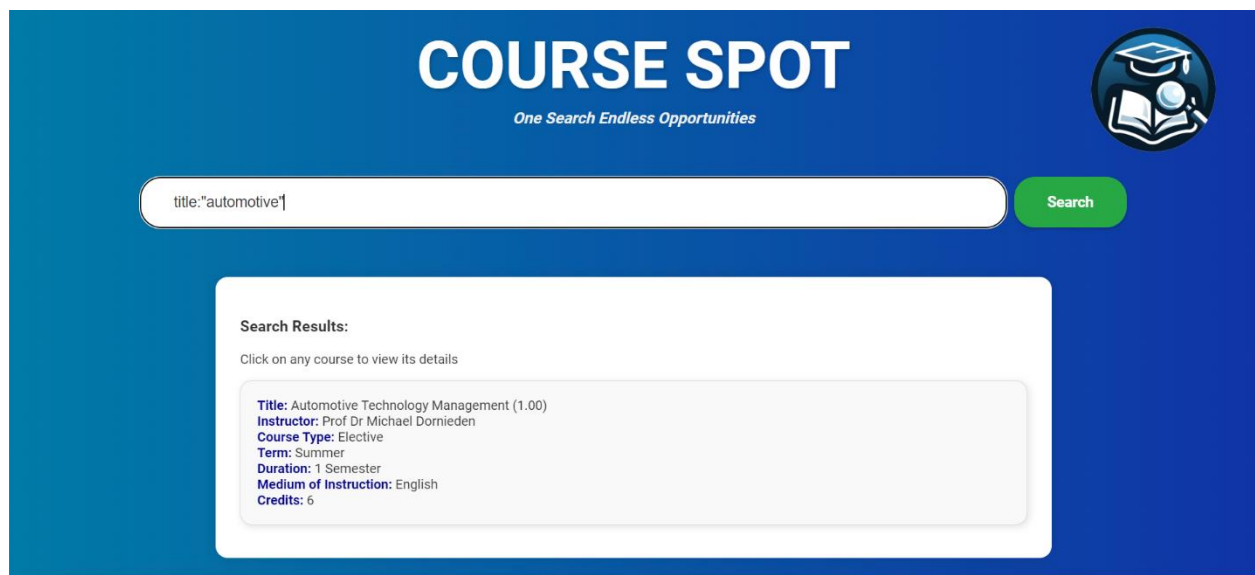 COURSE SPOT
One Search Endless Opportunities
title:"automotive"
Search
Search Results:
Click on any course to view its details
Title: Automotive Technology Management (1.00)
Instructor: Prof Dr Michael Dornieden
Course Type: Elective
Term: Summer
Duration: 1 Semester
Medium of Instruction: English
Credits: 6